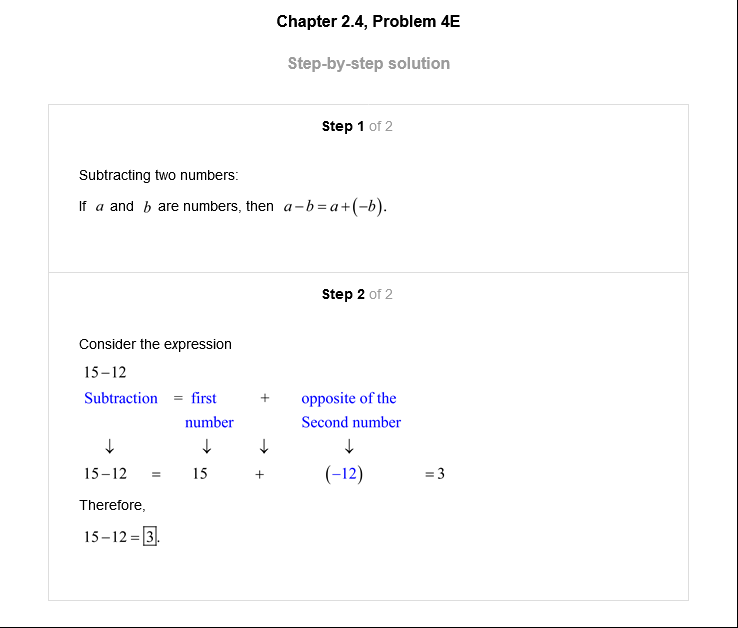 Chapter 2.4, Problem 4E
Step-by-step solution
Step 1 of 2
Subtracting two numbers:
If a and b are numbers, then a−b=a+(−b).
Step 2 of 2
Consider the expression
15−12
Subtraction = first + opposite of the
number Second number
↓ ↓ ↓ ↓
15−12 = 15 + (−12) =3
Therefore,
15−12=3.